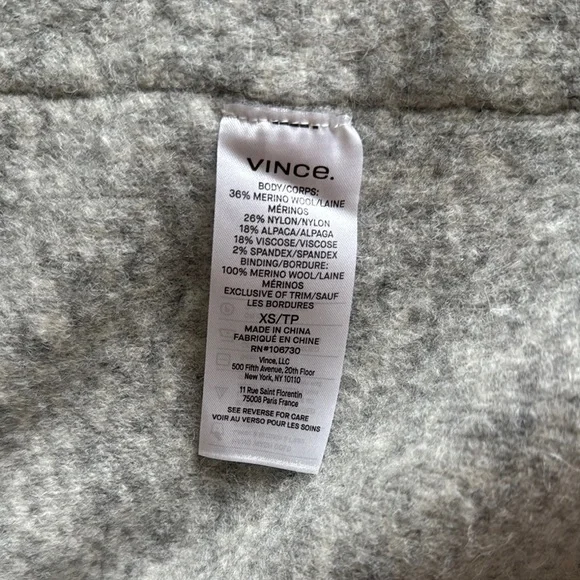 VINCE.
BODY/CORPS:
36% MERINO WOOL/LAINE
MÉRINOS
26% NYLON/NYLON
18% ALPACA/ALPAGA
18% VISCOSE/VISCOSE
2% SPANDEX/SPANDEX
BINDING/BORDURE:
100% MERINO WOOL/LAINE
MÉRINOS
EXCLUSIVE OF TRIM/SAUF
LES BORDURES
XS/TP
MADE IN CHINA
FABRIQUÉ EN CHINE
RN#106730
Vince, LLC
500 Fifth Avenue, 20th Floor
New York, NY 10110
11 Rue Saint Florentin
75008 Paris France
SEE REVERSE FOR CARE
VOIR AU VERSO POUR LES SOINS